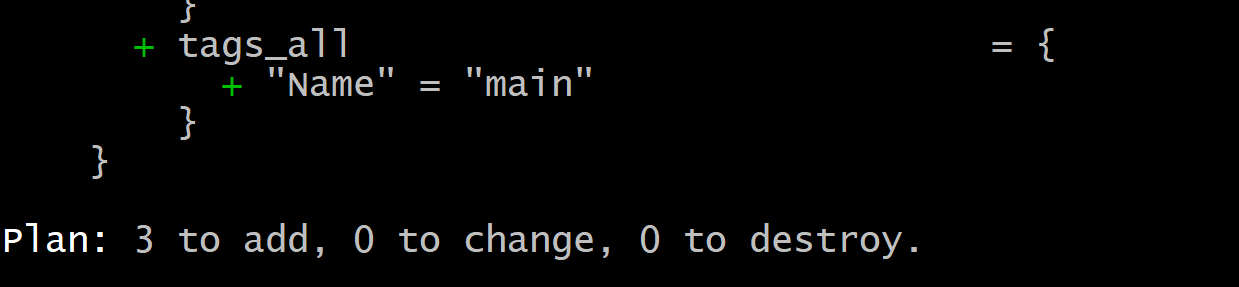 }
+ tags_all = {
+ "Name" = "main"
}
}
Plan: 3 to add, 0 to change, 0 to destroy.